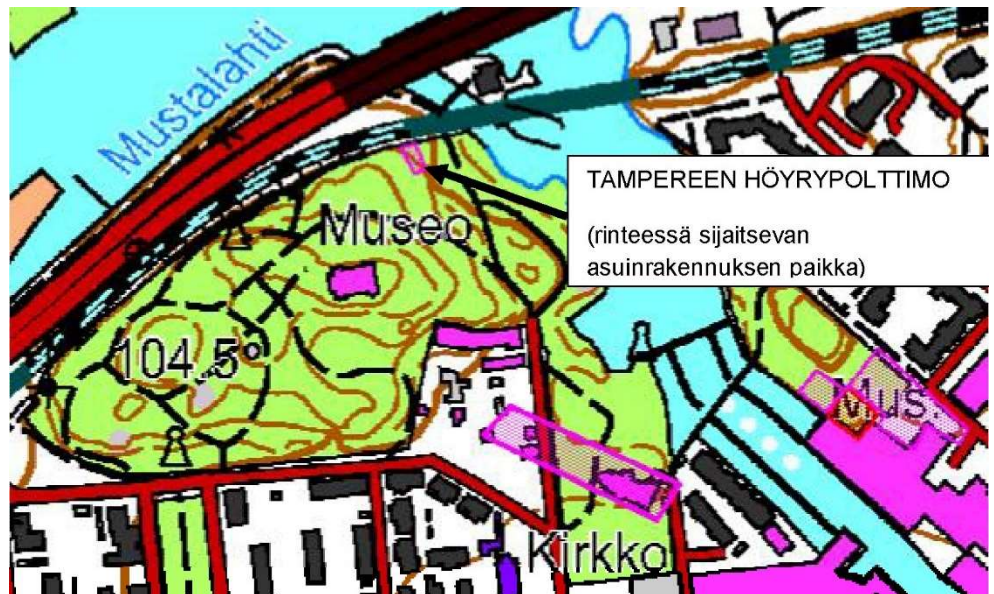 Mustalahti
TAMPEREEN HÖYRYPOLTTIMO
(rinteessä sijaitsevan
asuinrakennuksen paikka)
Museo
104.5
Mus.
Kirkko